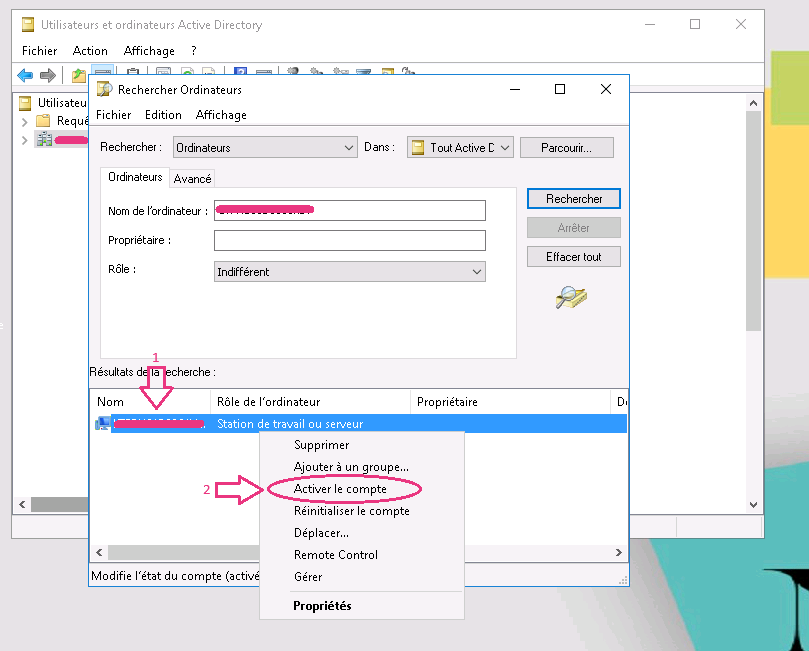 Utilisateurs et ordinateurs Active Directory
Fichier Action Affichage ?
Utilisateu
Requê
Rechercher Ordinateurs
Fichier Edition Affichage
Rechercher : Ordinateurs Dans : Tout Active D Parcourir...
Ordinateurs Avancé
Nom de l'ordinateur :
Propriétaire :
Rôle : Indifférent
Rechercher
Arrêter
Effacer tout
1
Résultats de la recherche :
Nom Rôle de l'ordinateur Propriétaire
Station de travail ou serveur
Supprimer
Ajouter à un groupe...
2 Activer le compte
Réinitialiser le compte
Déplacer...
Remote Control
Gérer
Propriétés
Modifie l'état du compte (activé